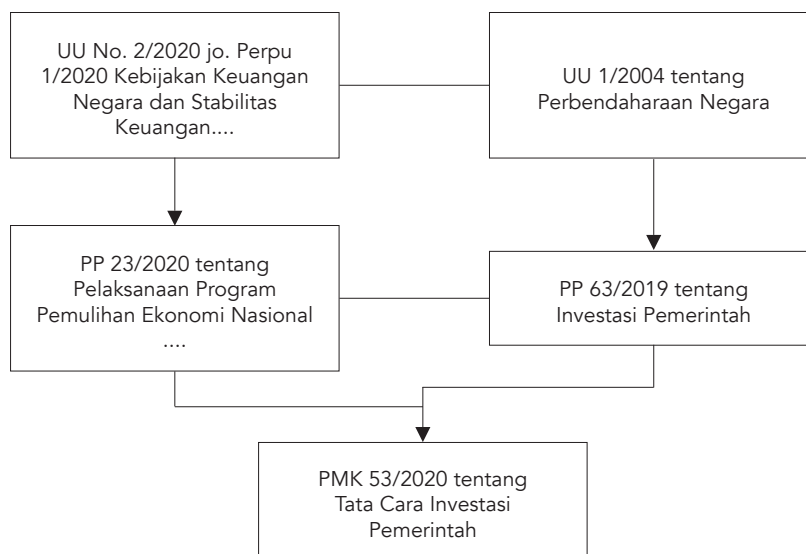 UU No. 2/2020 jo. Perpu
1/2020 Kebijakan Keuangan
Negara dan Stabilitas
Keuangan....
UU 1/2004 tentang
Perbendaharaan Negara
PP 23/2020 tentang
Pelaksanaan Program
Pemulihan Ekonomi Nasional
....
PP 63/2019 tentang
Investasi Pemerintah
PMK 53/2020 tentang
Tata Cara Investasi
Pemerintah